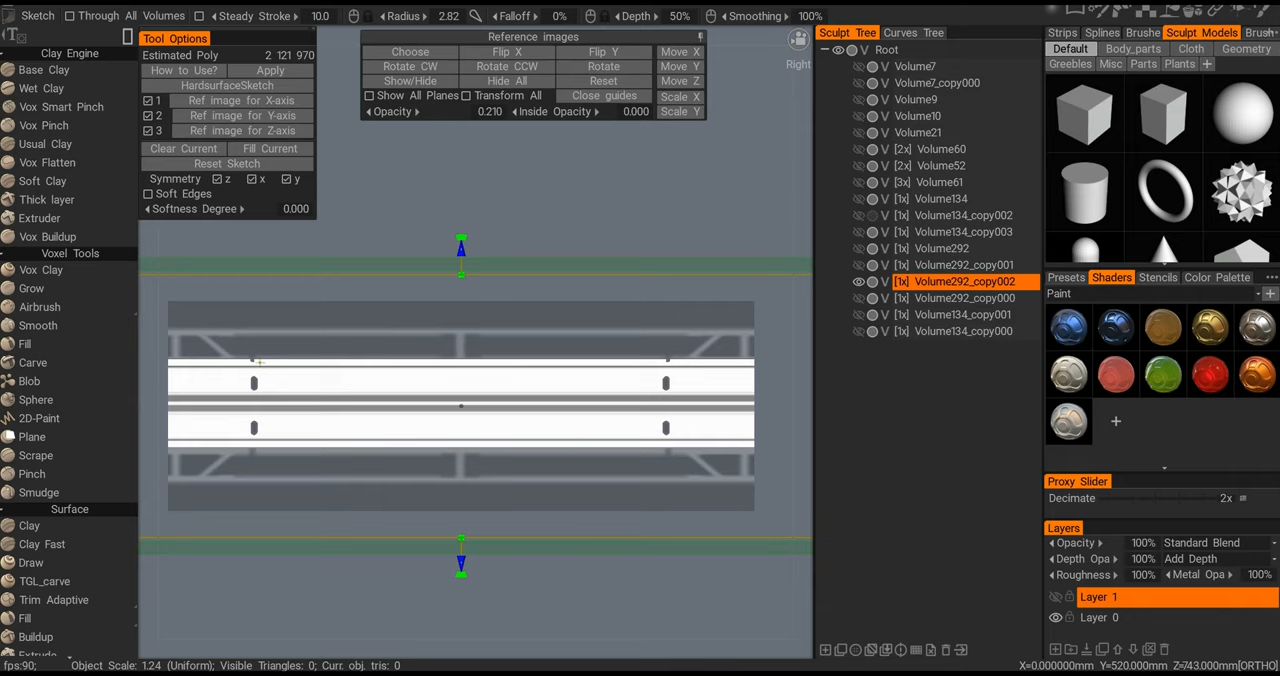 Sketch Through All Volumes Steady Stroke 10.0 Radius 2.82 Falloff 0% Depth 50% Smoothing 100%
Clay Engine
Base Clay
Wet Clay
Vox Smart Pinch
Vox Pinch
Usual Clay
Vox Flatten
Soft Clay
Thick layer
Extruder
Vox Buildup
Voxel Tools
Vox Clay
Grow
Airbrush
Smooth
Fill
Carve
Blob
Sphere
2D-Paint
Plane
Scrape
Pinch
Smudge
Surface
Clay
Clay Fast
Draw
TGL_carve
Trim Adaptive
Fill
Buildup
Tool Options
Estimated Poly 2 121 970
How to Use? Apply
HardsurfaceSketch
1 Ref image for X-axis
2 Ref image for Y-axis
3 Ref image for Z-axis
Clear Current Fill Current
Reset Sketch
Symmetry z x y
Soft Edges
Softness Degree 0.000
Reference images
Choose Flip X Flip Y Move X
Rotate CW Rotate CCW Rotate Move Y
Show/Hide Hide All Reset Move Z
Show All Planes Transform All Close guides Scale X
Opacity 0.210 Inside Opacity 0.000 Scale Y
Right
Sculpt Tree Curves Tree
Root
V Volume7
V Volume7_copy000
V Volume9
V Volume10
V Volume21
V [2x] Volume60
V [2x] Volume52
V [3x] Volume61
V [1x] Volume134
V [1x] Volume134_copy002
V [1x] Volume134_copy003
V [1x] Volume292
V [1x] Volume292_copy001
V [1x] Volume292_copy002
V [1x] Volume292_copy000
V [1x] Volume134_copy001
V [1x] Volume134_copy000
Strips Splines Sculpt Models Brush
Default Body_parts Cloth Geometry
Greebles Misc Parts Plants +
Presets Shaders Stencils Color Palette
Paint
Proxy Slider
Decimate 2x
Layers
Opacity 100% Standard Blend
Depth Opa 100% Add Depth
Roughness 100% Metal Opa 100%
Layer 1
Layer 0
fps:90; Object Scale: 1.24 (Uniform); Visible Triangles: 0; Curr. obj. tris: 0
X=0.000000mm Y=520.000mm Z=743.000mm[ORTHO]